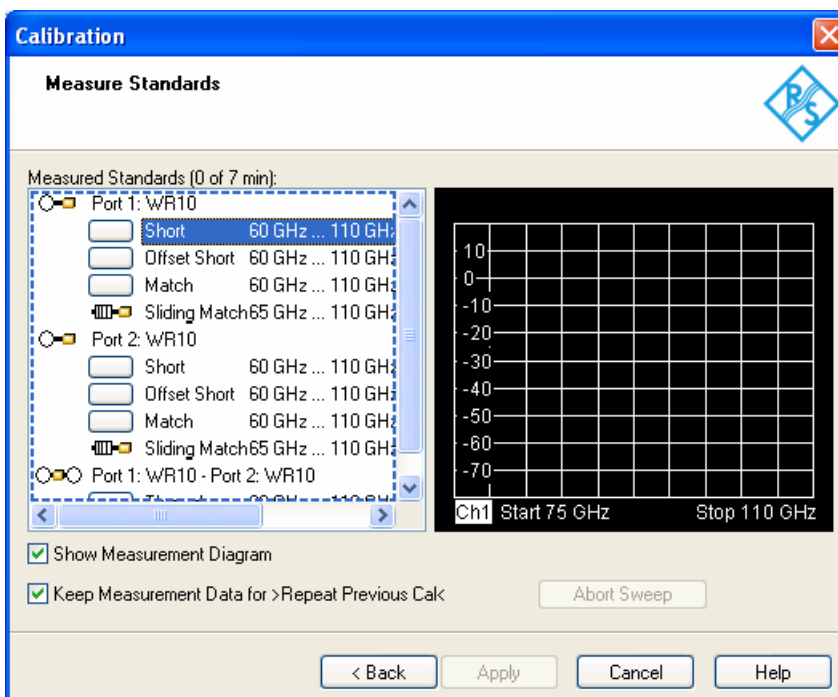 Calibration
Measure Standards
R S
Measured Standards (0 of 7 min):
Port 1: WR10
Short 60 GHz ... 110 GHz
Offset Short 60 GHz ... 110 GHz
Match 60 GHz ... 110 GHz
Sliding Match 65 GHz ... 110 GHz
Port 2: WR10
Short 60 GHz ... 110 GHz
Offset Short 60 GHz ... 110 GHz
Match 60 GHz ... 110 GHz
Sliding Match 65 GHz ... 110 GHz
Port 1: WR10 - Port 2: WR10
10
0
-10
-20
-30
-40
-50
-60
-70
Ch1 Start 75 GHz Stop 110 GHz
Show Measurement Diagram
Keep Measurement Data for >Repeat Previous Cal<
Abort Sweep
< Back Apply Cancel Help